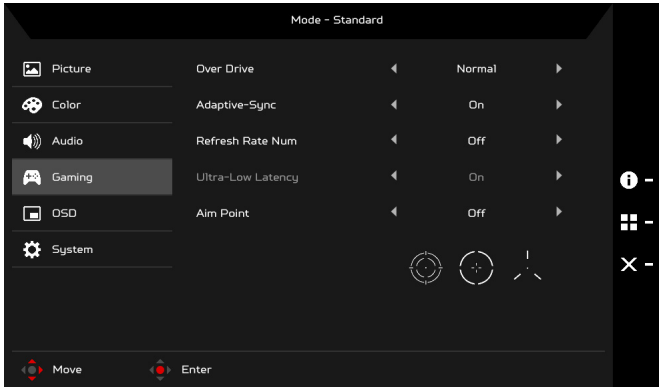 Mode - Standard
Picture
Over Drive Normal
Color
Adaptive-Sync On
Audio
Refresh Rate Num Off
Gaming
Ultra-Low Latency On
OSD
Aim Point Off
System
Move Enter